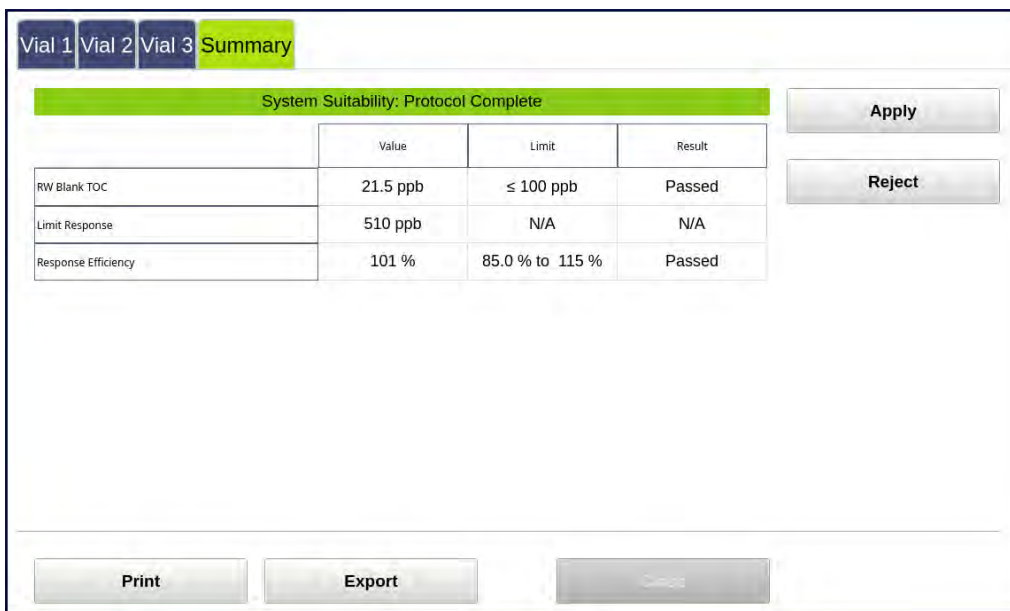 Vial 1 Vial 2 Vial 3 Summary
System Suitability: Protocol Complete
Apply
Value Limit Result
RW Blank TOC 21.5 ppb ≤ 100 ppb Passed
Reject
Limit Response 510 ppb N/A N/A
Response Efficiency 101 % 85.0 % to 115 % Passed
Print Export